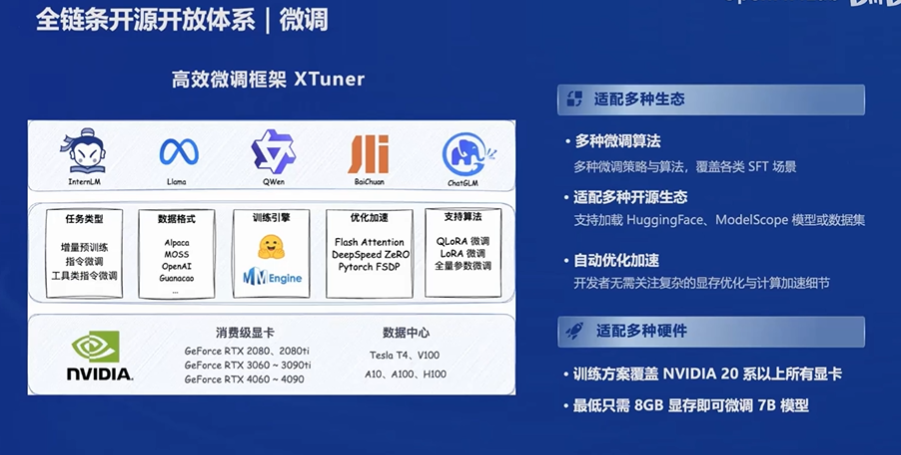 全链条开源开放体系 | 微调
高效微调框架 XTuner
InternLM
Llama
QWen
BaiChuan
ChatGLM
任务类型
增量预训练
指令微调
工具类指令微调
数据格式
Alpaca
MOSS
OpenAI
Guanacao
...
训练引擎
MMEngine
优化加速
Flash Attention
DeepSpeed ZeRO
Pytorch FSDP
支持算法
QLoRA 微调
LoRA 微调
全量参数微调
NVIDIA.
消费级显卡
GeForce RTX 2080、2080ti
GeForce RTX 3060 ~ 3090ti
GeForce RTX 4060 ~ 4090
数据中心
Tesla T4、V100
A10、A100、H100
适配多种生态
• 多种微调算法
多种微调策略与算法，覆盖各类 SFT 场景
• 适配多种开源生态
支持加载 HuggingFace、ModelScope 模型或数据集
• 自动优化加速
开发者无需关注复杂的显存优化与计算加速细节
适配多种硬件
• 训练方案覆盖 NVIDIA 20 系以上所有显卡
• 最低只需 8GB 显存即可微调 7B 模型